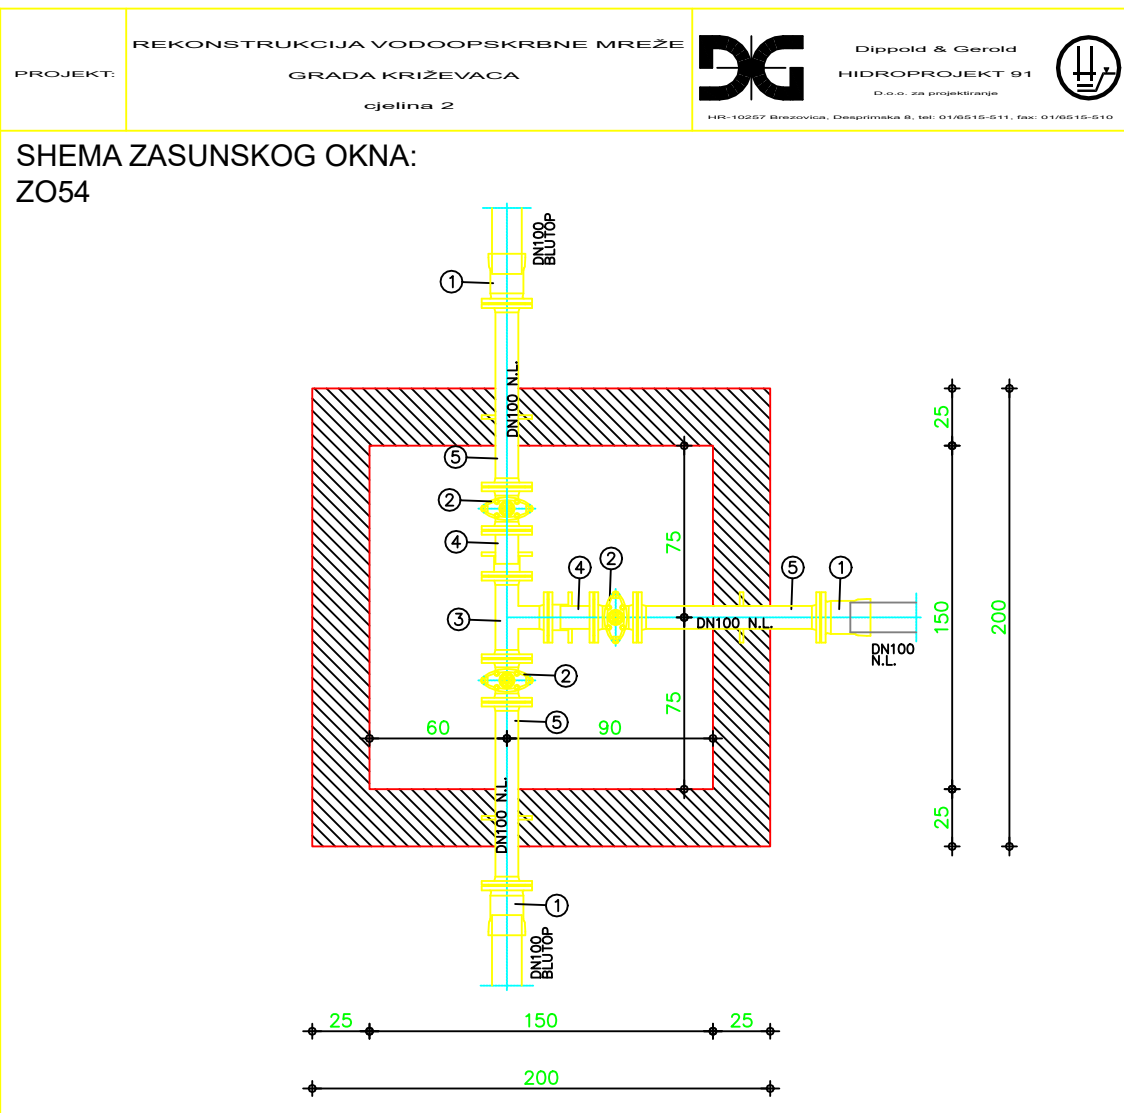 PROJEKT:
REKONSTRUKCIJA VODOOPSKRBNE MREŽE
GRADA KRIŽEVACA
cjelina 2
DG
Dippold & Gerold
HIDROPROJEKT 91
D.o.o. za projektiranje
HR-10257 Brezovica, Desprimska 8, tel: 01/6515-511, fax: 01/6515-510
SHEMA ZASUNSKOG OKNA:
ZO54
DN100
BLUTOP
1
DN100 N.L.
25
5
2
4
75
4
2
5
1
3
DN100 N.L.
150
200
DN100
N.L.
2
75
5
60
90
DN100 N.L.
25
1
DN100
BLUTOP
25
150
25
200